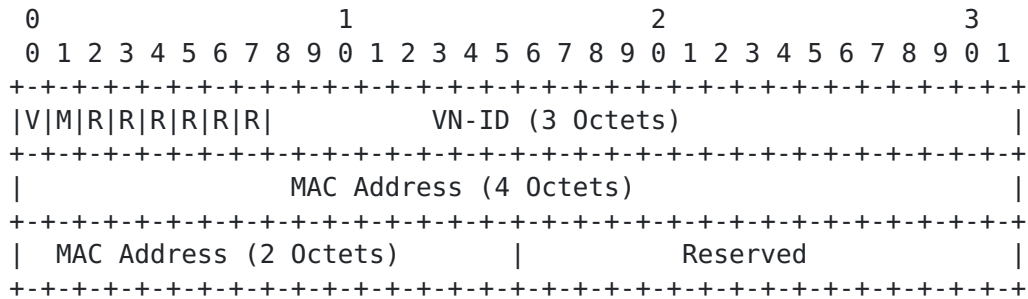 0                   1                   2                   3
 0 1 2 3 4 5 6 7 8 9 0 1 2 3 4 5 6 7 8 9 0 1 2 3 4 5 6 7 8 9 0 1
+-+-+-+-+-+-+-+-+-+-+-+-+-+-+-+-+-+-+-+-+-+-+-+-+-+-+-+-+-+-+-+-+
|V|M|R|R|R|R|R|R|          VN-ID (3 Octets)                     |
+-+-+-+-+-+-+-+-+-+-+-+-+-+-+-+-+-+-+-+-+-+-+-+-+-+-+-+-+-+-+-+-+
|                 MAC Address (4 Octets)                        |
+-+-+-+-+-+-+-+-+-+-+-+-+-+-+-+-+-+-+-+-+-+-+-+-+-+-+-+-+-+-+-+-+
|  MAC Address (2 Octets)       |          Reserved             |
+-+-+-+-+-+-+-+-+-+-+-+-+-+-+-+-+-+-+-+-+-+-+-+-+-+-+-+-+-+-+-+-+